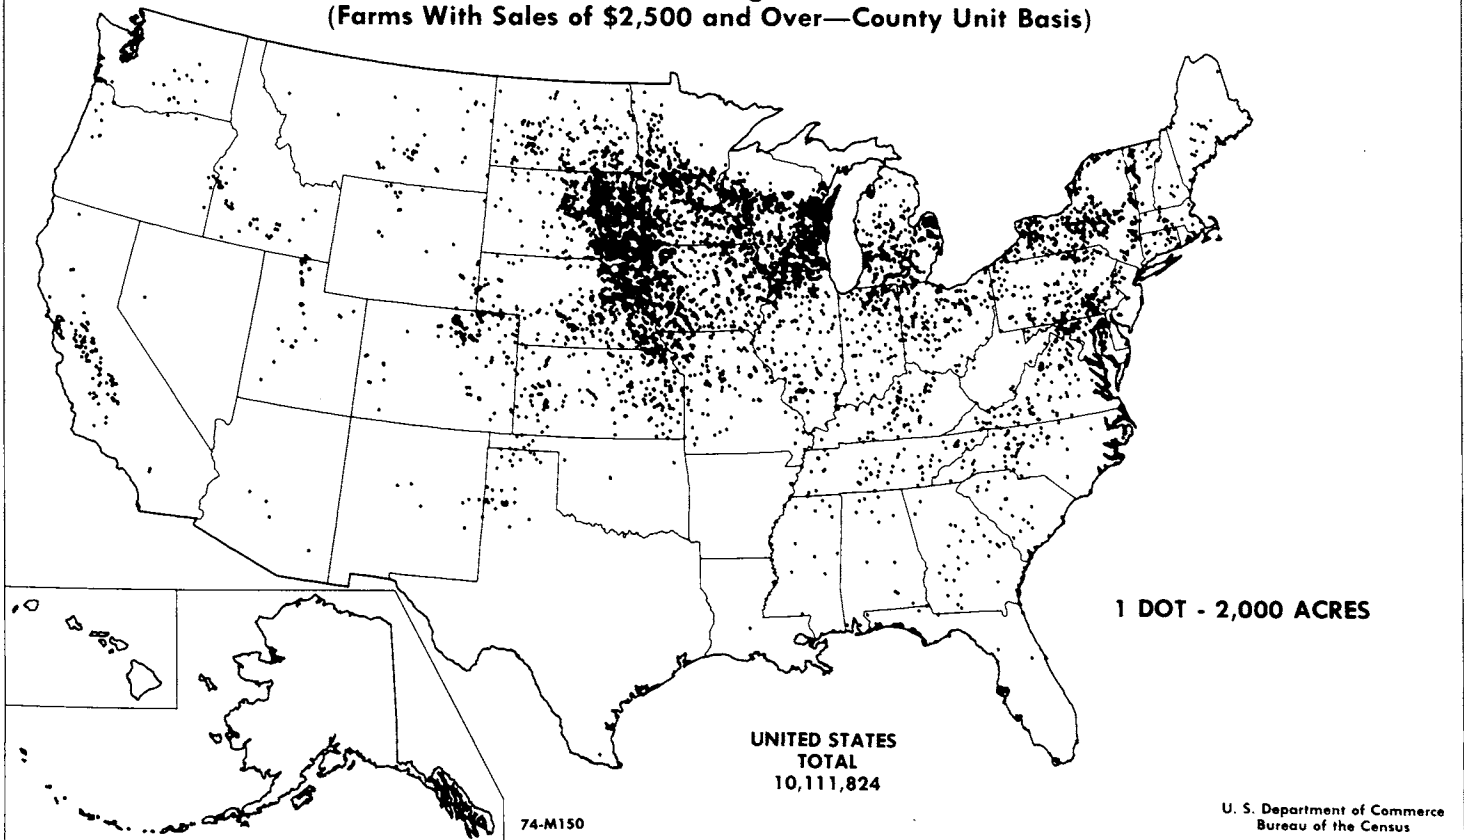 (Farms With Sales of $2,500 and Over—County Unit Basis)
1 DOT - 2,000 ACRES
UNITED STATES
TOTAL
10,111,824
74-M150
U. S. Department of Commerce
Bureau of the Census